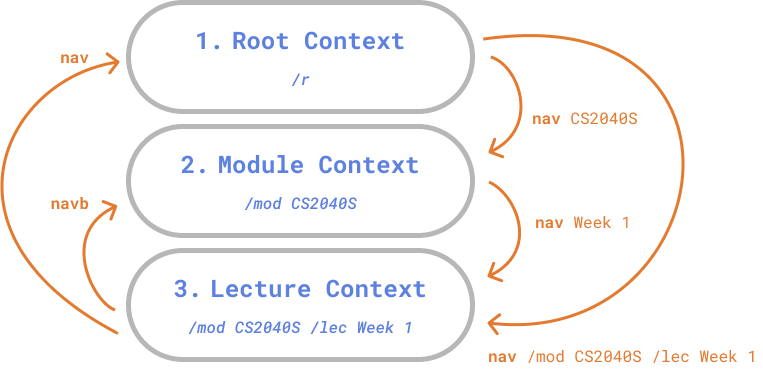 1. Root Context
/r
nav
nav CS2040S
2. Module Context
/mod CS2040S
navb
nav Week 1
3. Lecture Context
/mod CS2040S /lec Week 1
nav /mod CS2040S /lec Week 1